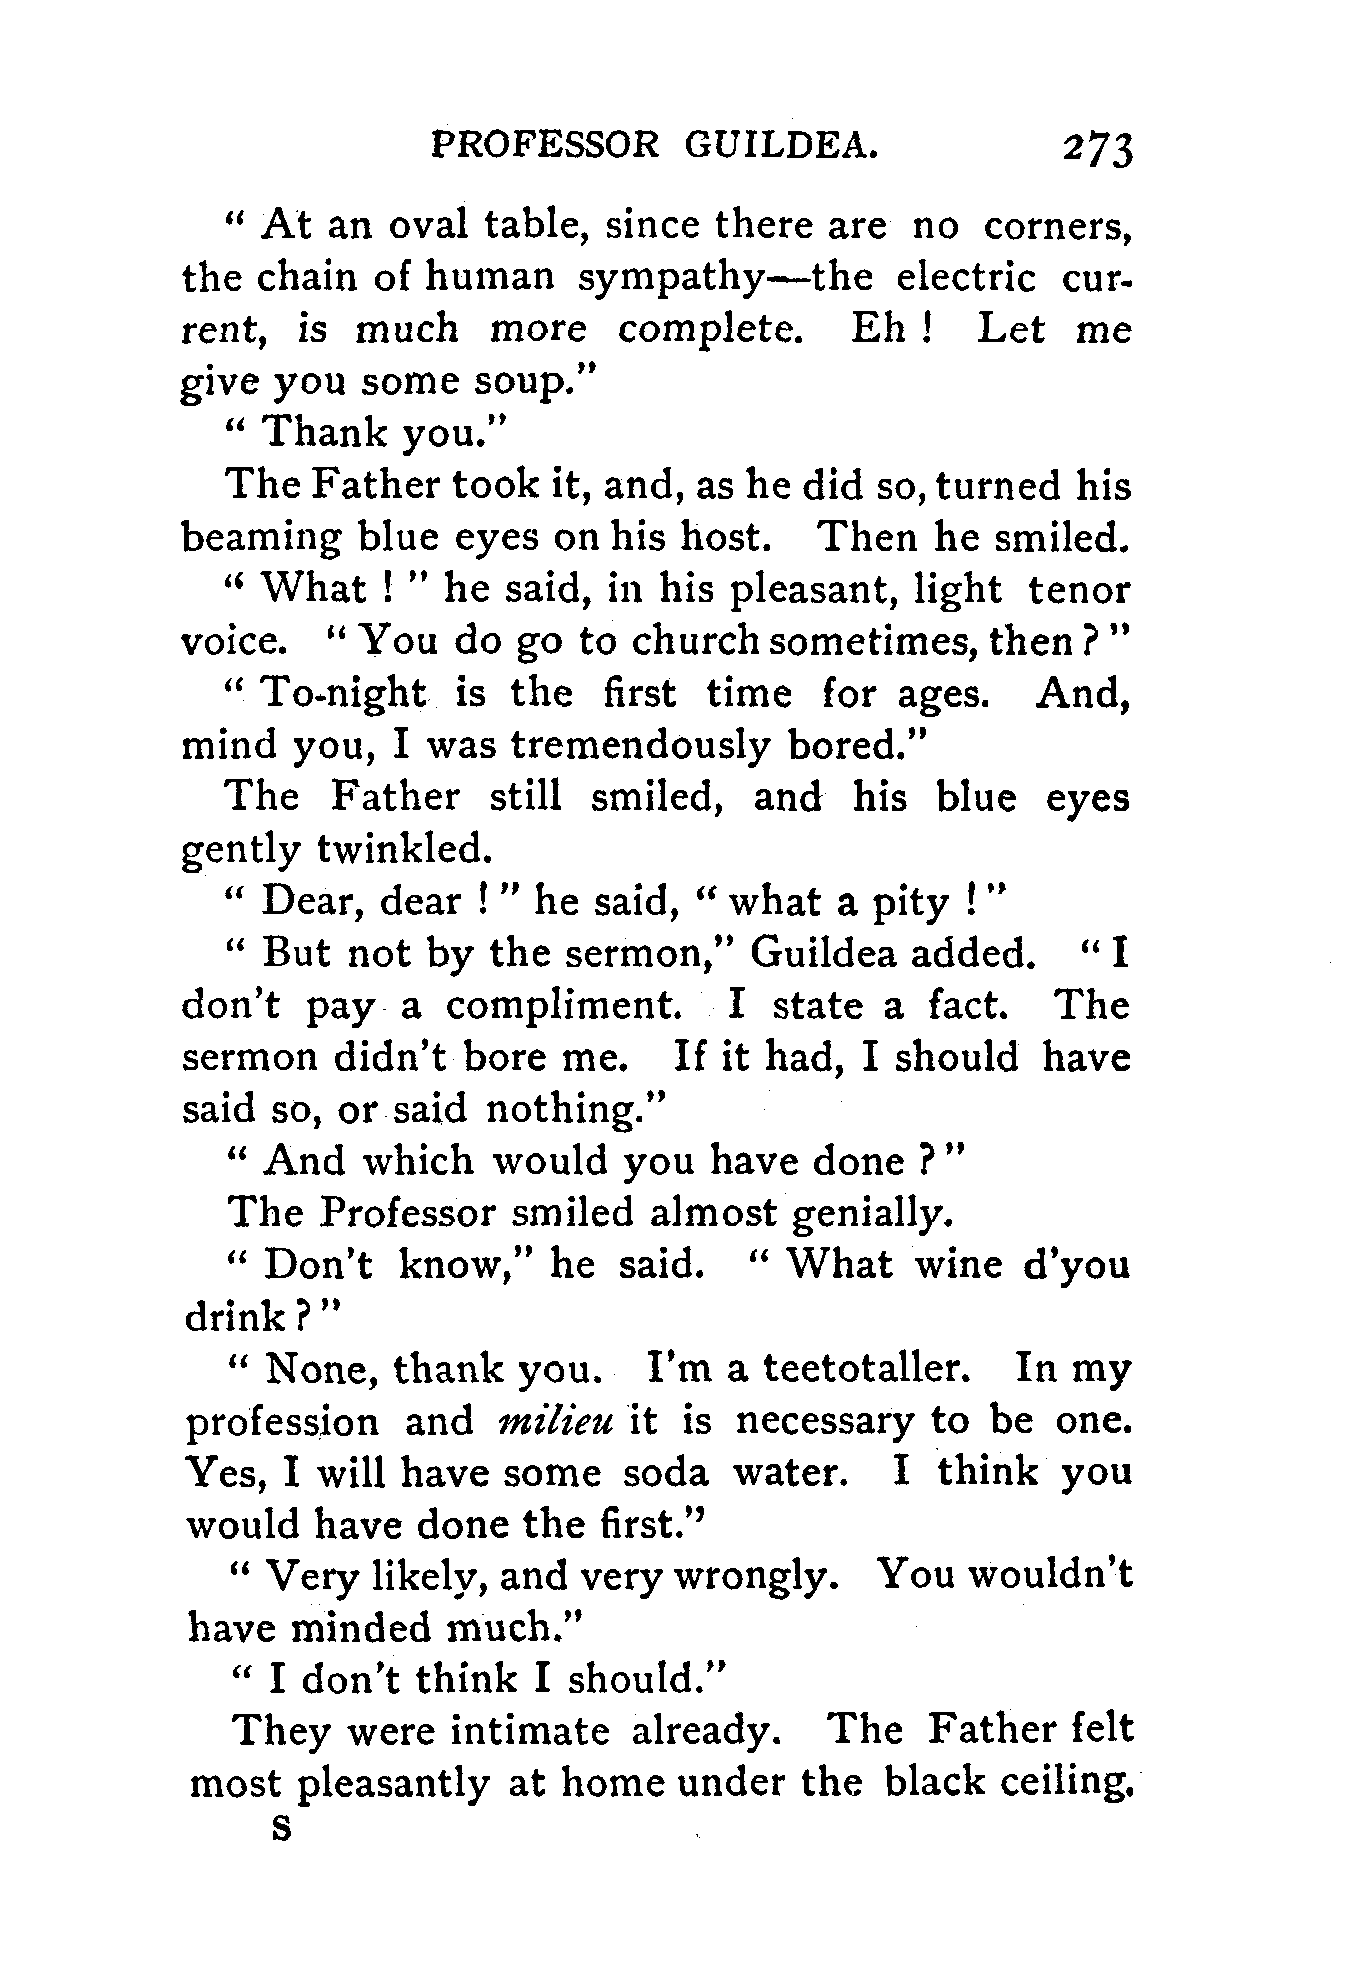 PROFESSOR GUILDEA. 273
" At an oval table, since there are no corners,
the chain of human sympathy—the electric cur-
rent, is much more complete. Eh ! Let me
give you some soup."
" Thank you."
The Father took it, and, as he did so, turned his
beaming blue eyes on his host. Then he smiled.
" What ! " he said, in his pleasant, light tenor
voice. " You do go to church sometimes, then ? "
" To-night is the first time for ages. And,
mind you, I was tremendously bored."
The Father still smiled, and his blue eyes
gently twinkled.
" Dear, dear ! " he said, " what a pity ! "
" But not by the sermon," Guildea added. " I
don't pay a compliment. I state a fact. The
sermon didn't bore me. If it had, I should have
said so, or said nothing."
" And which would you have done ? "
The Professor smiled almost genially.
" Don't know," he said. " What wine d'you
drink ? "
" None, thank you. I'm a teetotaller. In my
profession and milieu it is necessary to be one.
Yes, I will have some soda water. I think you
would have done the first."
" Very likely, and very wrongly. You wouldn't
have minded much."
" I don't think I should."
They were intimate already. The Father felt
most pleasantly at home under the black ceiling.
S